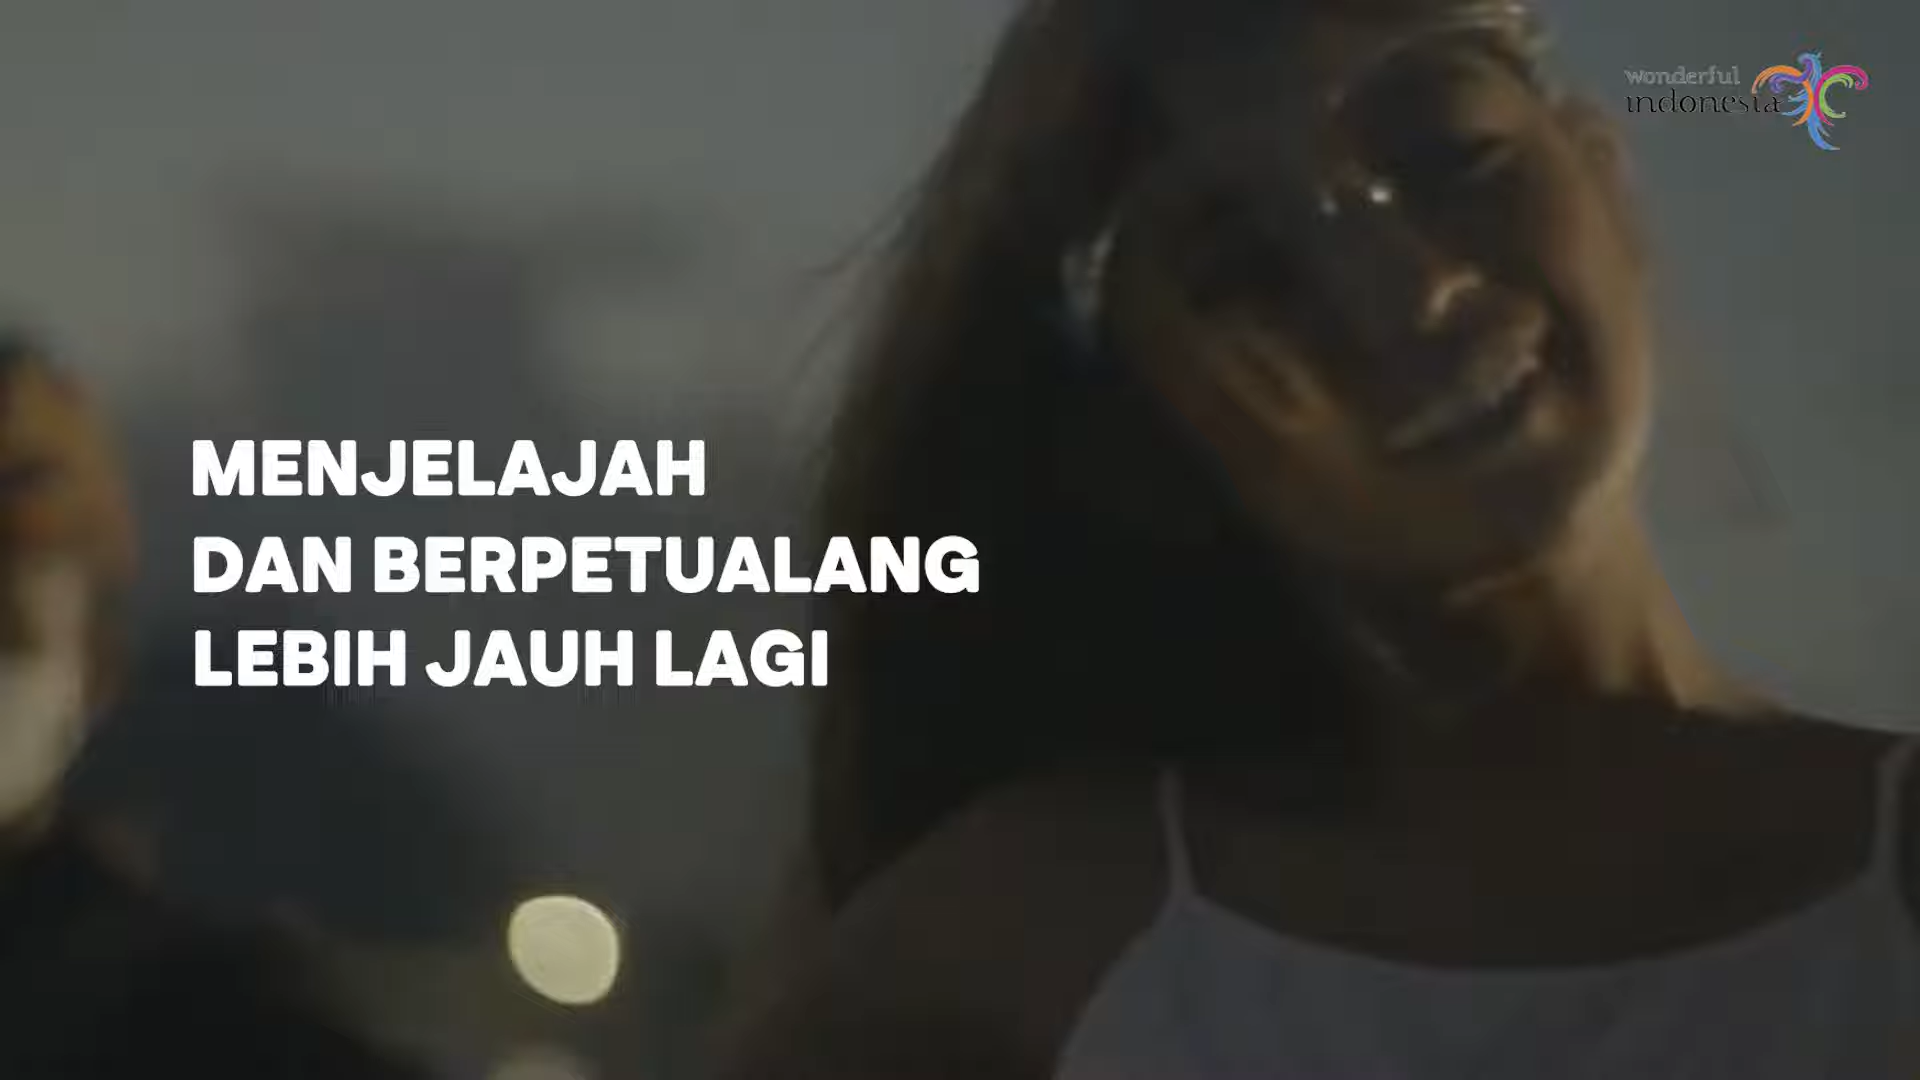 wonderful
indonesia
MENJELAJAH
DAN BERPETUALANG
LEBIH JAUH LAGI